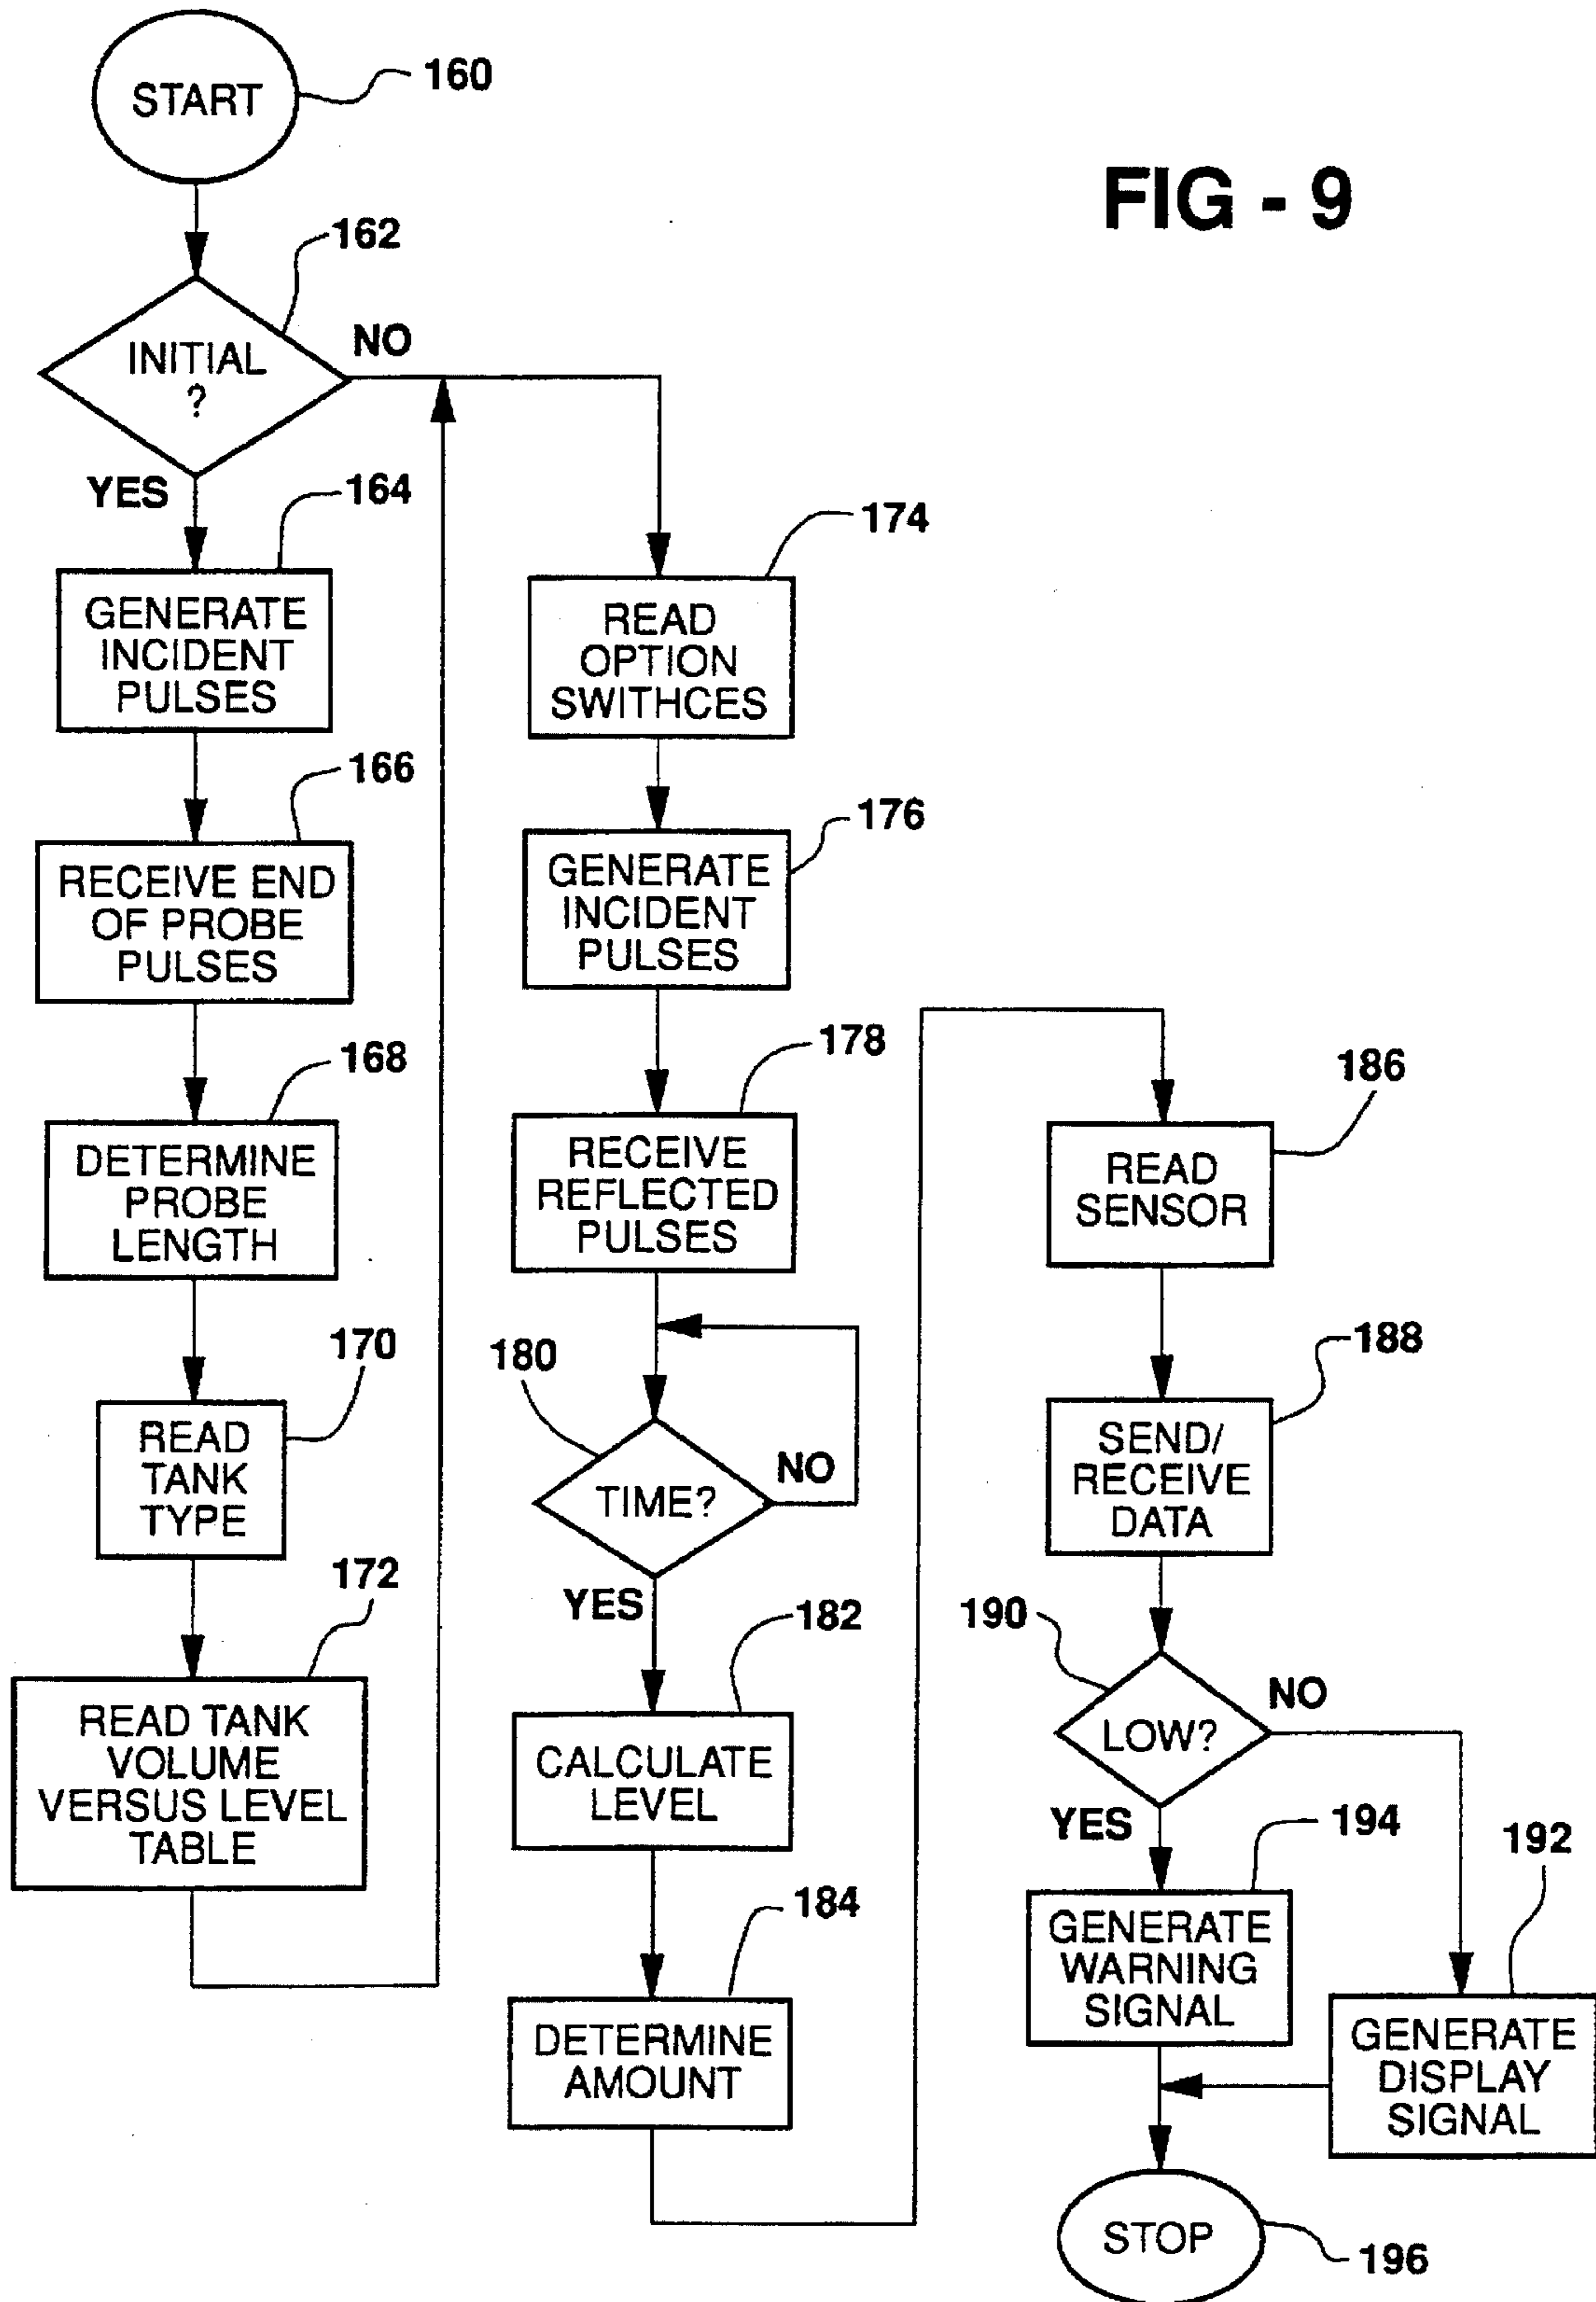 FIG - 9
START
160
162
INITIAL
?
NO
YES
164
GENERATE
INCIDENT
PULSES
166
RECEIVE END
OF PROBE
PULSES
168
DETERMINE
PROBE
LENGTH
170
READ
TANK
TYPE
172
READ TANK
VOLUME
VERSUS LEVEL
TABLE
174
READ
OPTION
SWITHCES
176
GENERATE
INCIDENT
PULSES
178
RECEIVE
REFLECTED
PULSES
180
TIME?
NO
YES
182
CALCULATE
LEVEL
184
DETERMINE
AMOUNT
186
READ
SENSOR
188
SEND/
RECEIVE
DATA
190
LOW?
NO
YES
194
GENERATE
WARNING
SIGNAL
192
GENERATE
DISPLAY
SIGNAL
STOP
196